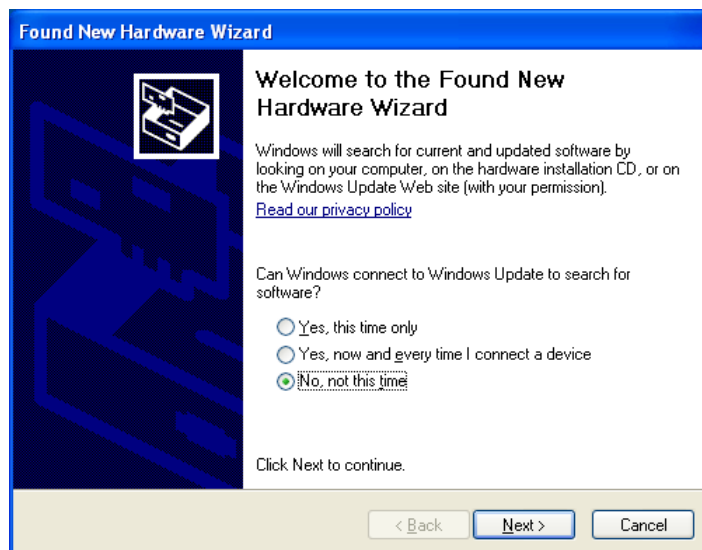 Found New Hardware Wizard
Welcome to the Found New
Hardware Wizard
Windows will search for current and updated software by
looking on your computer, on the hardware installation CD, or on
the Windows Update Web site (with your permission).
Read our privacy policy
Can Windows connect to Windows Update to search for
software?
Yes, this time only
Yes, now and every time I connect a device
No, not this time
Click Next to continue.
< Back
Next >
Cancel